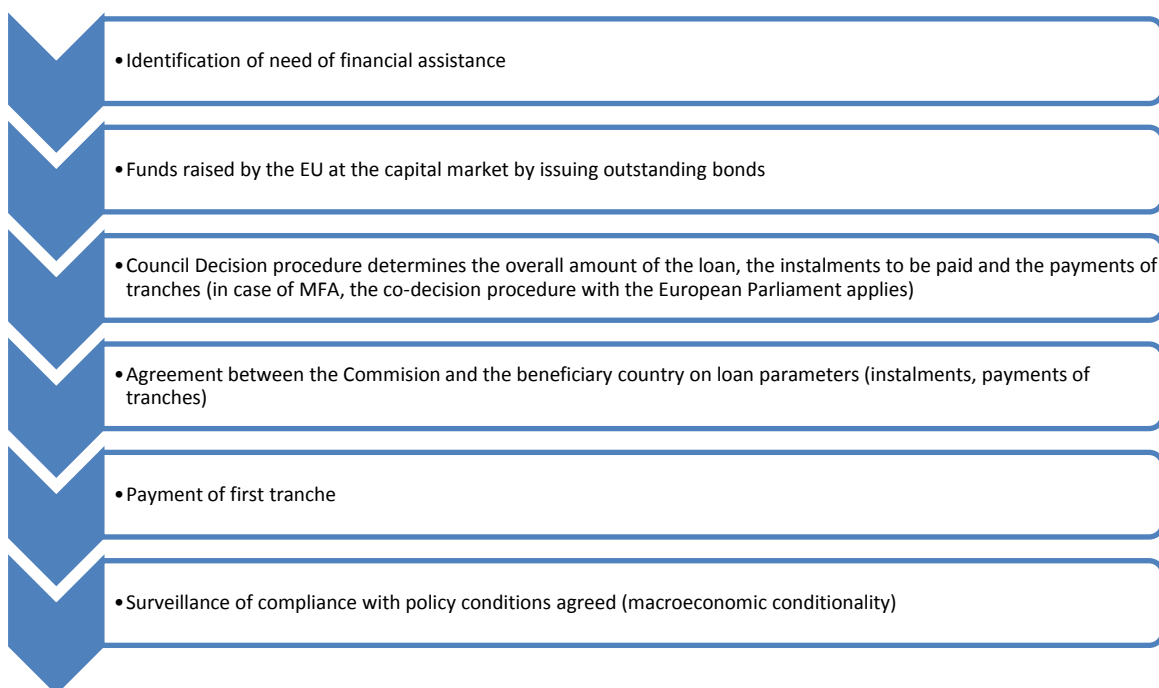 •Identification of need of financial assistance
•Funds raised by the EU at the capital market by issuing outstanding bonds
•Council Decision procedure determines the overall amount of the loan, the instalments to be paid and the payments of
tranches (in case of MFA, the co-decision procedure with the European Parliament applies)
•Agreement between the Commision and the beneficiary country on loan parameters (instalments, payments of
tranches)
•Payment of first tranche
•Surveillance of compliance with policy conditions agreed (macroeconomic conditionality)